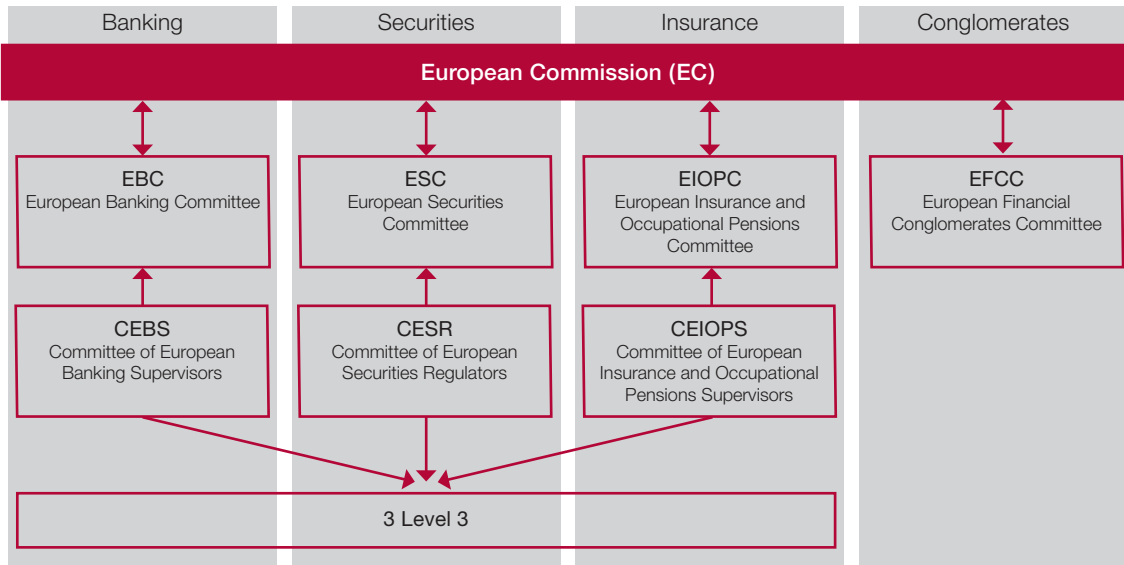 Banking
Securities
Insurance
Conglomerates
European Commission (EC)
EBC
European Banking Committee
ESC
European Securities
Committee
EIOPC
European Insurance and
Occupational Pensions
Committee
EFCC
European Financial
Conglomerates Committee
CEBS
Committee of European
Banking Supervisors
CESR
Committee of European
Securities Regulators
CEIOPS
Committee of European
Insurance and Occupational
Pensions Supervisors
3 Level 3